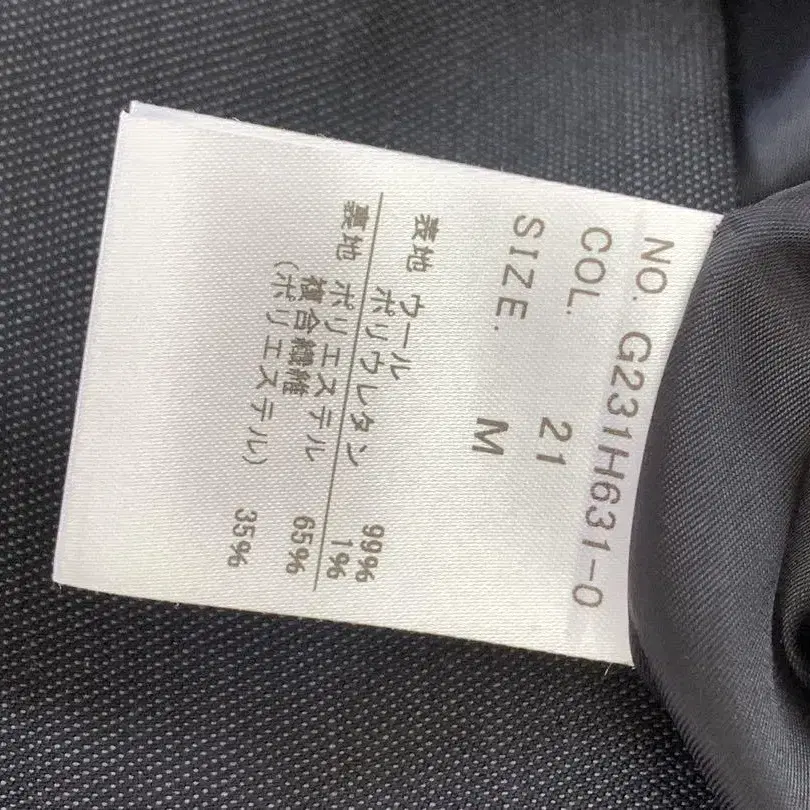 NO. G231H631-0
COL. 21
SIZE. M
表地 ウール 99%
ポリウレタン 1%
裏地 ポリエステル 65%
複合繊維
(ポリエステル) 35%